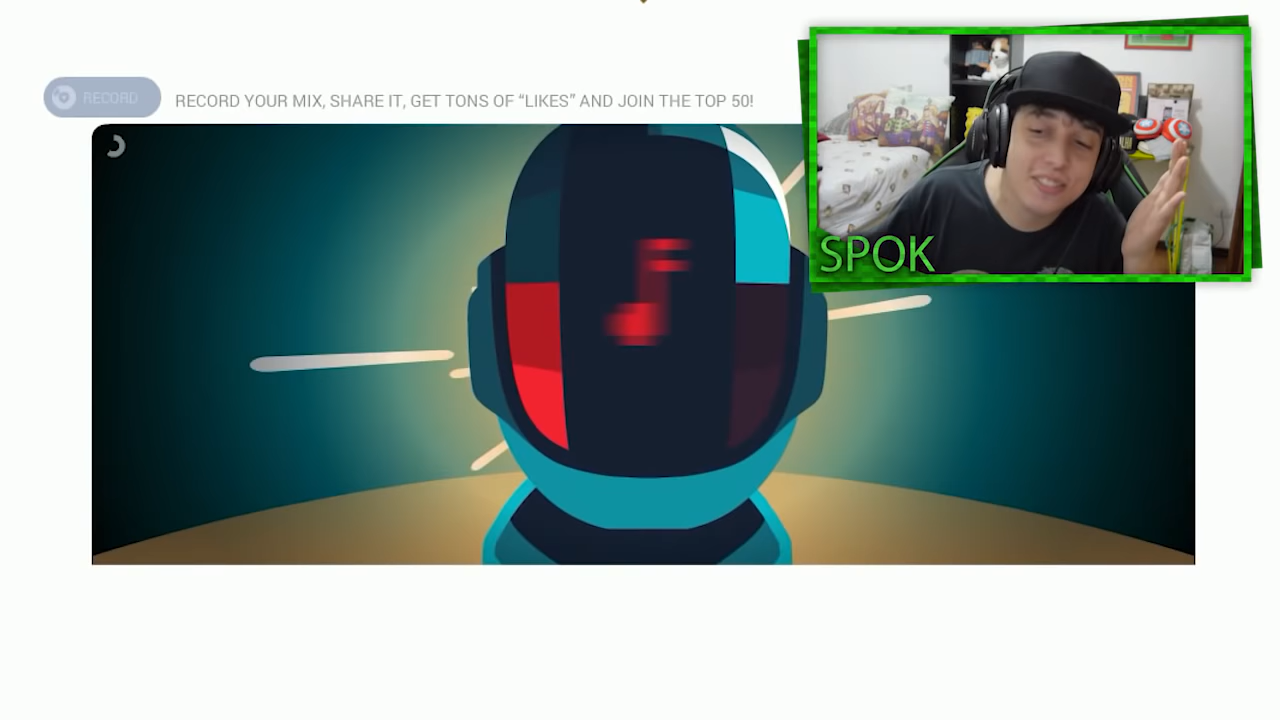 RECORD
RECORD YOUR MIX, SHARE IT, GET TONS OF “LIKES” AND JOIN THE TOP 50!
SPOK